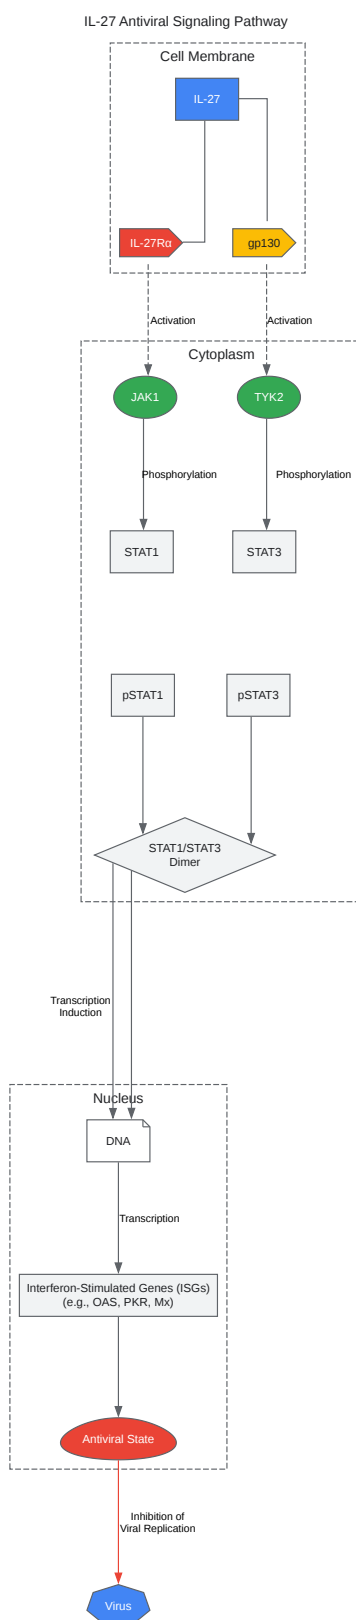 IL-27 Antiviral Signaling Pathway
Cell Membrane
IL-27
IL-27Rα
gp130
Activation
Activation
Cytoplasm
JAK1
TYK2
Phosphorylation
Phosphorylation
STAT1
STAT3
pSTAT1
pSTAT3
STAT1/STAT3
Dimer
Transcription
Induction
Nucleus
DNA
Transcription
Interferon-Stimulated Genes (ISGs)
(e.g., OAS, PKR, Mx)
Antiviral State
Inhibition of
Viral Replication
Virus